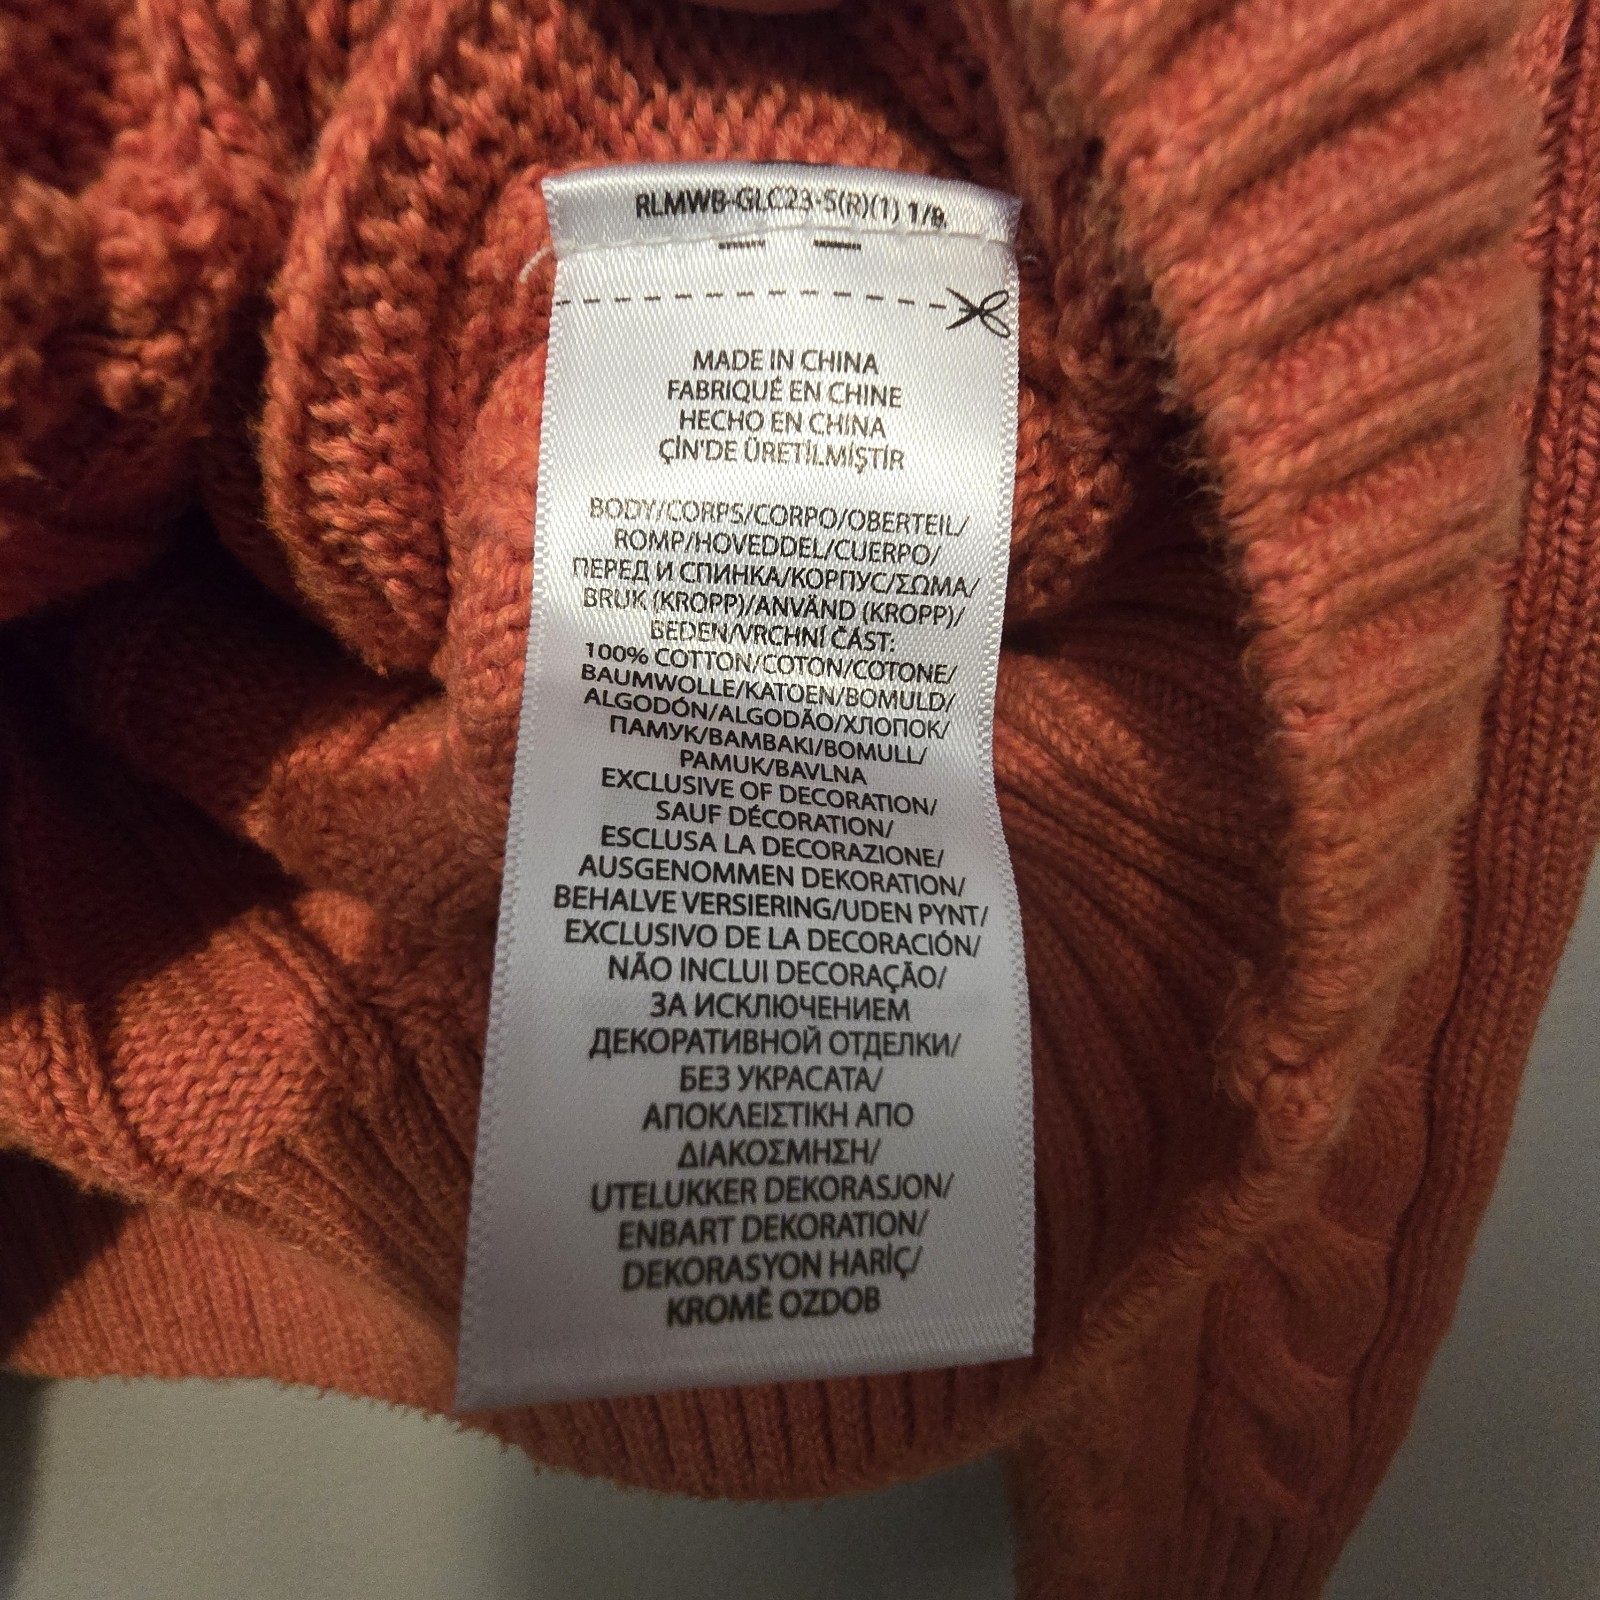 RLMWB-GLC23-S(R)(1) 1/8
MADE IN CHINA
FABRIQUÉ EN CHINE
HECHO EN CHINA
ÇİN'DE ÜRETİLMİŞTİR
BODY/CORPS/CORPO/OBERTEIL/
ROMP/HOVEDDEL/CUERPO/
ПЕРЕД И СПИНКА/КОРПУС/ΣΩΜΑ/
BRUK (KROPP)/ANVÄND (KROPP)/
BEDEN/VRCHNÍ ČÁST:
100% COTTON/COTON/COTONE/
BAUMWOLLE/KATOEN/BOMULD/
ALGODÓN/ALGODÃO/ХЛОПОК/
ПАМУК/BAMBAKI/BOMULL/
PAMUK/BAVLNA
EXCLUSIVE OF DECORATION/
SAUF DÉCORATION/
ESCLUSA LA DECORAZIONE/
AUSGENOMMEN DEKORATION/
BEHALVE VERSIERING/UDEN PYNT/
EXCLUSIVO DE LA DECORACIÓN/
NÃO INCLUI DECORAÇÃO/
ЗА ИСКЛЮЧЕНИЕМ
ДЕКОРАТИВНОЙ ОТДЕЛКИ/
БЕЗ УКРАСАТА/
ΑΠΟΚΛΕΙΣΤΙΚΗ ΑΠΟ
ΔΙΑΚΟΣΜΗΣΗ/
UTELUKKER DEKORASJON/
ENBART DEKORATION/
DEKORASYON HARİÇ/
KROMĚ OZDOB